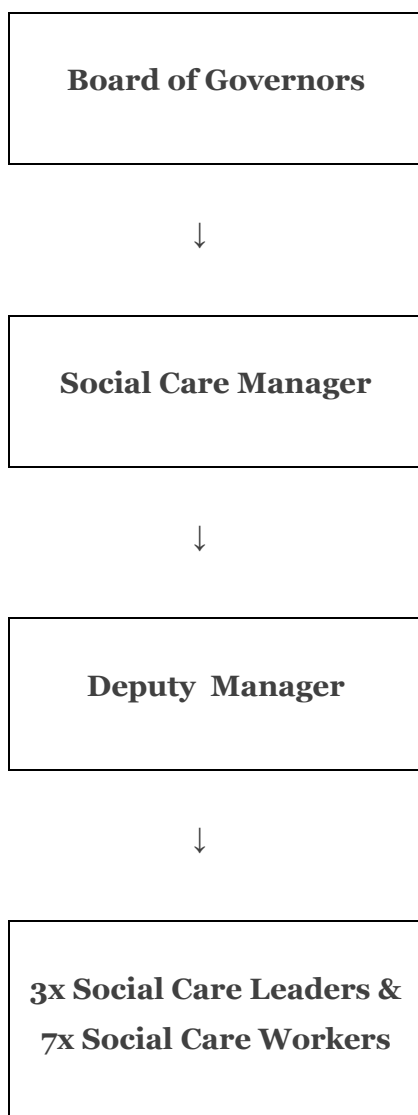 Board of Governors
↓
Social Care Manager
↓
Deputy Manager
↓
3x Social Care Leaders &
7x Social Care Workers